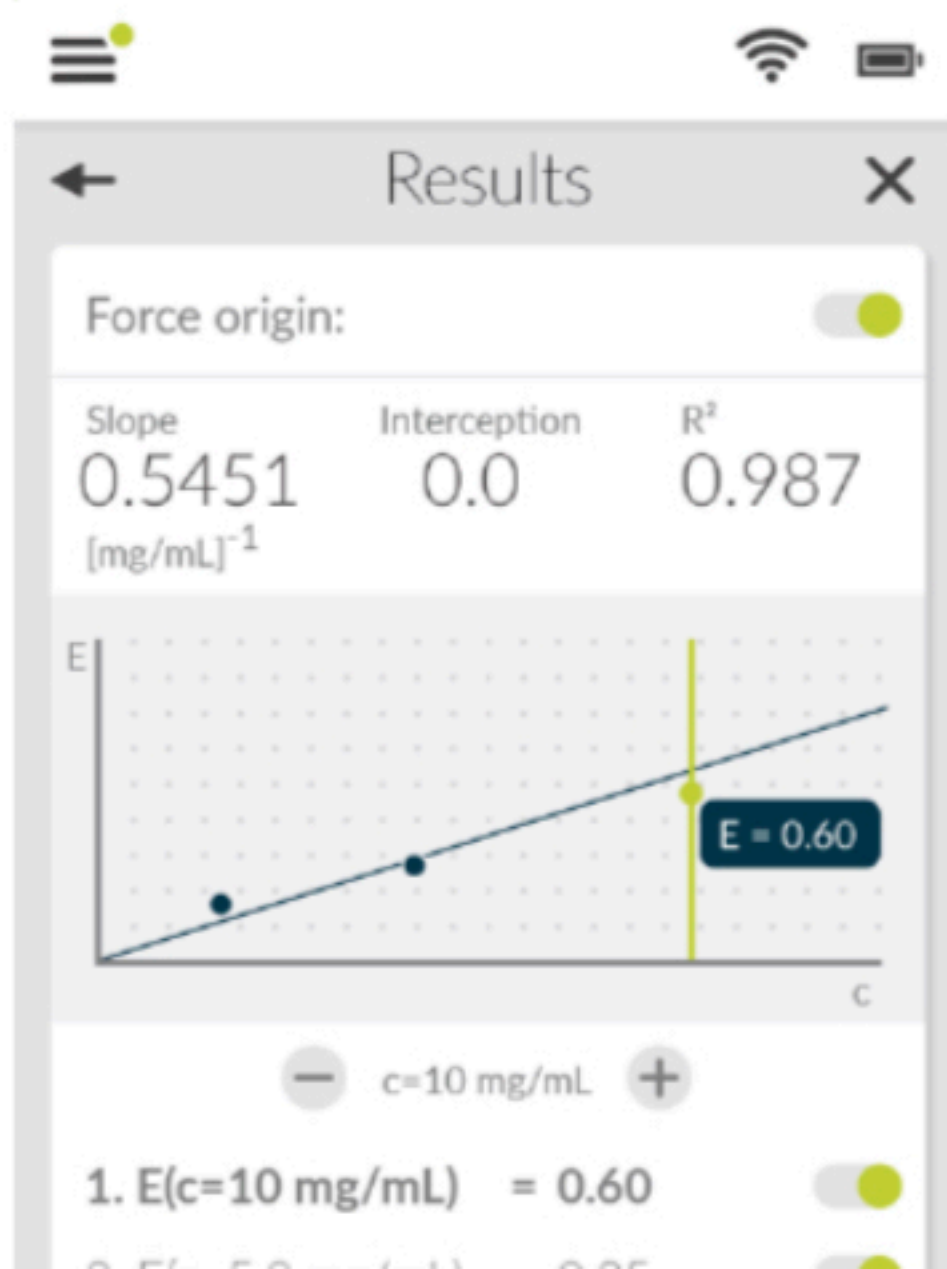 Results
Force origin:
Slope Interception R²
0.5451 0.0 0.987
[mg/mL]⁻¹
E
E = 0.60
c
c=10 mg/mL
1. E(c=10 mg/mL) = 0.60